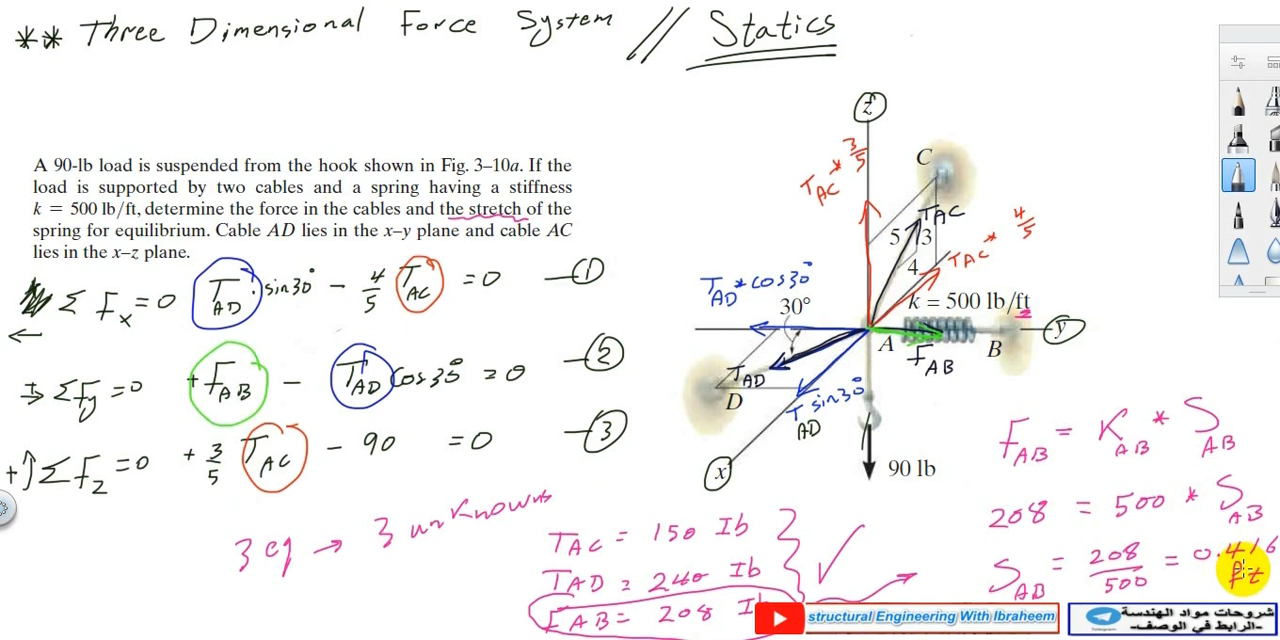 ** Three Dimensional Force System // Statics
A 90-lb load is suspended from the hook shown in Fig. 3–10a. If the
load is supported by two cables and a spring having a stiffness
k = 500 lb/ft, determine the force in the cables and the stretch of the
spring for equilibrium. Cable AD lies in the x–y plane and cable AC
lies in the x–z plane.
Σ Fx = 0 TAD · sin30° − 4/5 TAC = 0 —①
←
→ ΣFy = 0 + FAB − TAD cos30° = 0 —②
+↑ ΣFz = 0 + 3/5 TAC − 90 = 0 —③
3 eq → 3 unknowns
TAC = 150 Ib
TAD = 240 Ib
FAB = 208 Ib
z
TAC * 3/5
C
TAC
5
3
4
TAC * 4/5
TAD * cos30°
30°
k = 500 lb/ft
y
A
B
FAB
TAD
D
TAD sin30°
x
90 lb
FAB = KAB * SAB
208 = 500 * SAB
SAB = 208/500 = 0.416
ft
structural Engineering With Ibraheem
شروحات مواد الهندسة
-الرابط في الوصف-